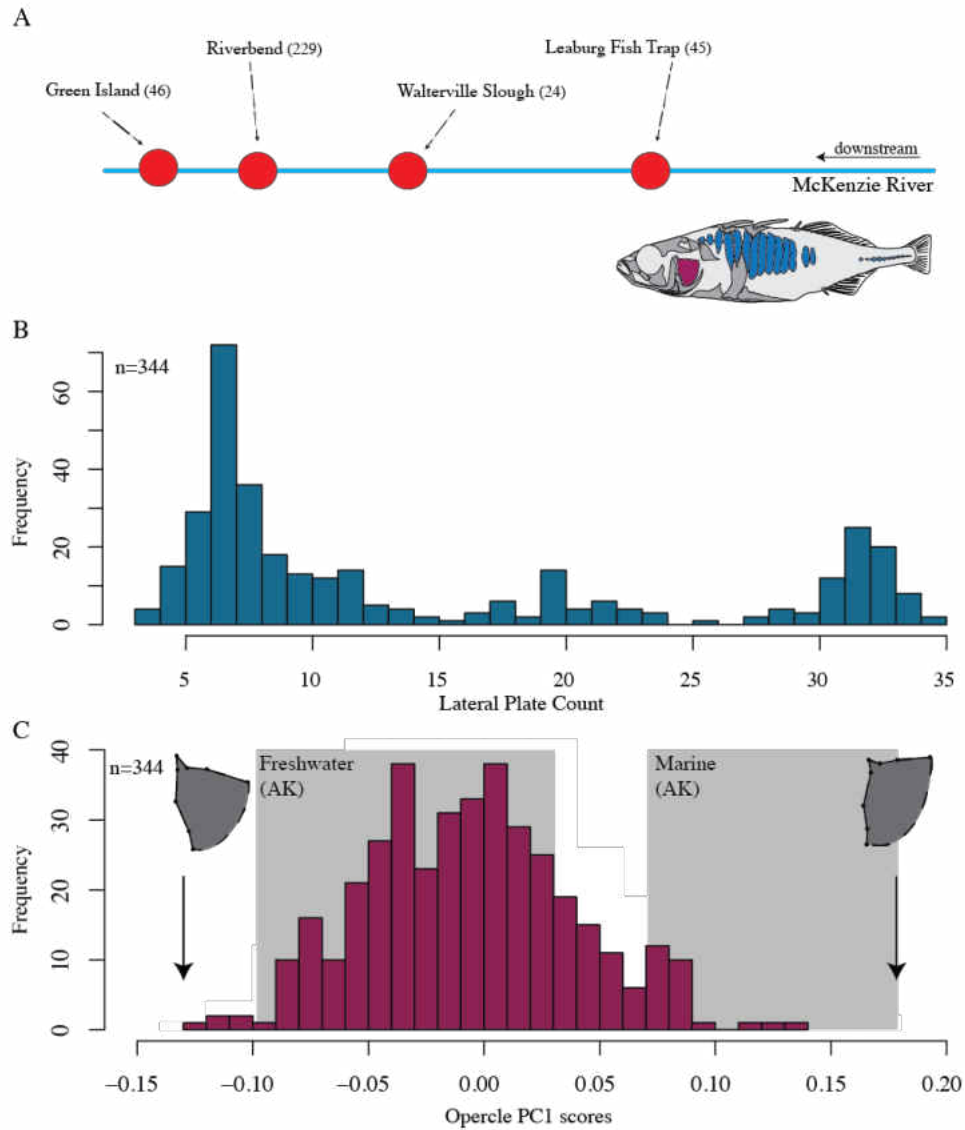 A
Riverbend (229)
Leaburg Fish Trap (45)
Green Island (46)
Walterville Slough (24)
downstream
McKenzie River
B
n=344
Frequency
0
20
40
60
5
10
15
20
25
30
35
Lateral Plate Count
C
n=344
Freshwater
(AK)
Marine
(AK)
Frequency
0
10
20
30
40
−0.15
−0.10
−0.05
0.00
0.05
0.10
0.15
0.20
Opercle PC1 scores